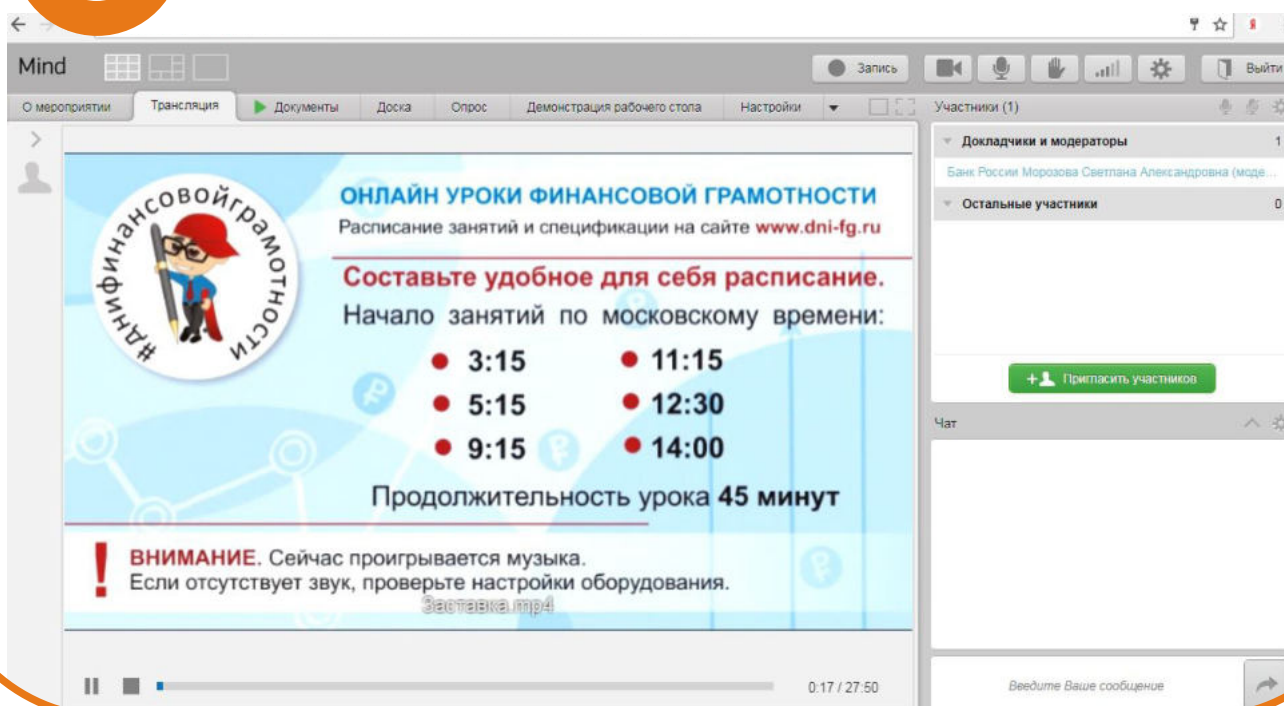 Mind
Запись
Выйти
О мероприятии
Трансляция
Документы
Доска
Опрос
Демонстрация рабочего стола
Настройки
Участники (1)
Докладчики и модераторы 1
Банк России Морозова Светлана Александровна (моде...
Остальные участники 0
Пригласить участников
Чат
#днифинансовойграмотности
ОНЛАЙН УРОКИ ФИНАНСОВОЙ ГРАМОТНОСТИ
Расписание занятий и спецификации на сайте www.dni-fg.ru
Составьте удобное для себя расписание.
Начало занятий по московскому времени:
3:15 11:15
5:15 12:30
9:15 14:00
Продолжительность урока 45 минут
ВНИМАНИЕ. Сейчас проигрывается музыка.
Если отсутствует звук, проверьте настройки оборудования.
Заставка.mp4
0:17 / 27:50
Введите Ваше сообщение